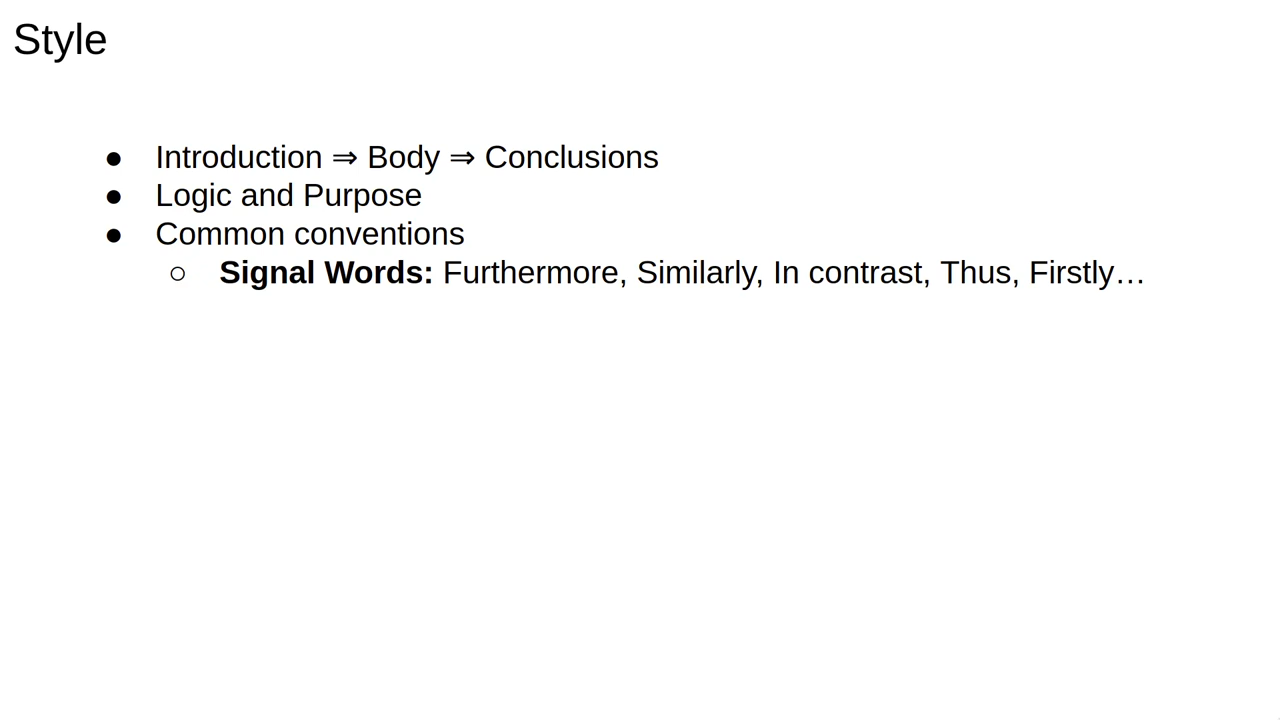 Style
● Introduction ⇒ Body ⇒ Conclusions
● Logic and Purpose
● Common conventions
○ Signal Words: Furthermore, Similarly, In contrast, Thus, Firstly…